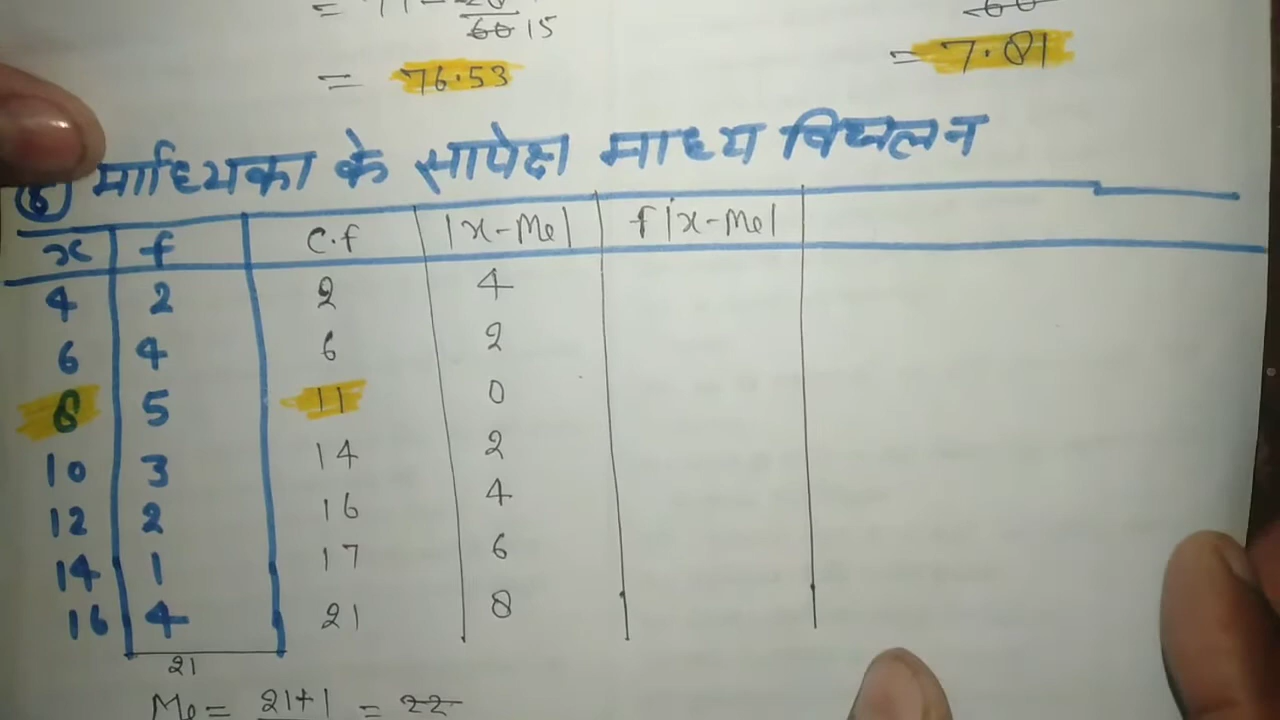 60 15
= 76.53
= 7.81
6) माध्यिका के सापेक्ष माध्य विचलन
x f C.f |x-Me| f|x-Me|
4 2 2 4
6 4 6 2
8 5 11 0
10 3 14 2
12 2 16 4
14 1 17 6
16 4 21 8
21
Me = 21+1 = 22